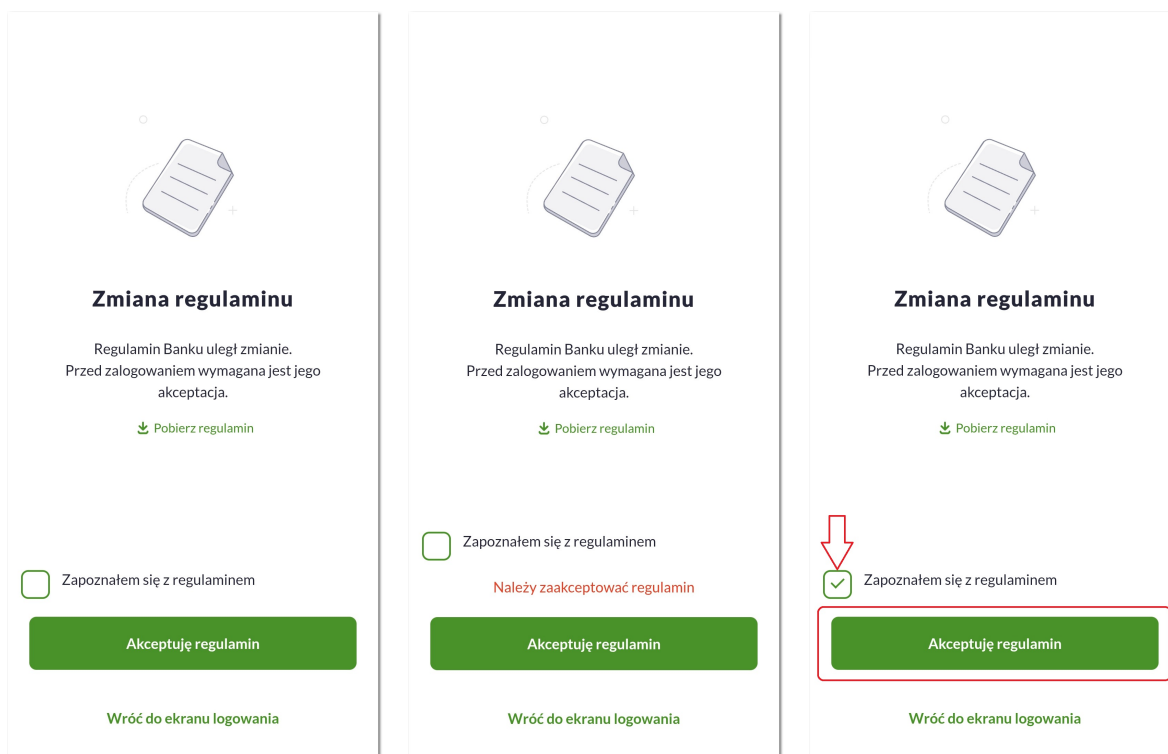 Zmiana regulaminu
Regulamin Banku uległ zmianie.
Przed zalogowaniem wymagana jest jego
akceptacja.
Pobierz regulamin
Zapoznałem się z regulaminem
Akceptuję regulamin
Wróć do ekranu logowania
Zmiana regulaminu
Regulamin Banku uległ zmianie.
Przed zalogowaniem wymagana jest jego
akceptacja.
Pobierz regulamin
Zapoznałem się z regulaminem
Należy zaakceptować regulamin
Akceptuję regulamin
Wróć do ekranu logowania
Zmiana regulaminu
Regulamin Banku uległ zmianie.
Przed zalogowaniem wymagana jest jego
akceptacja.
Pobierz regulamin
Zapoznałem się z regulaminem
Akceptuję regulamin
Wróć do ekranu logowania